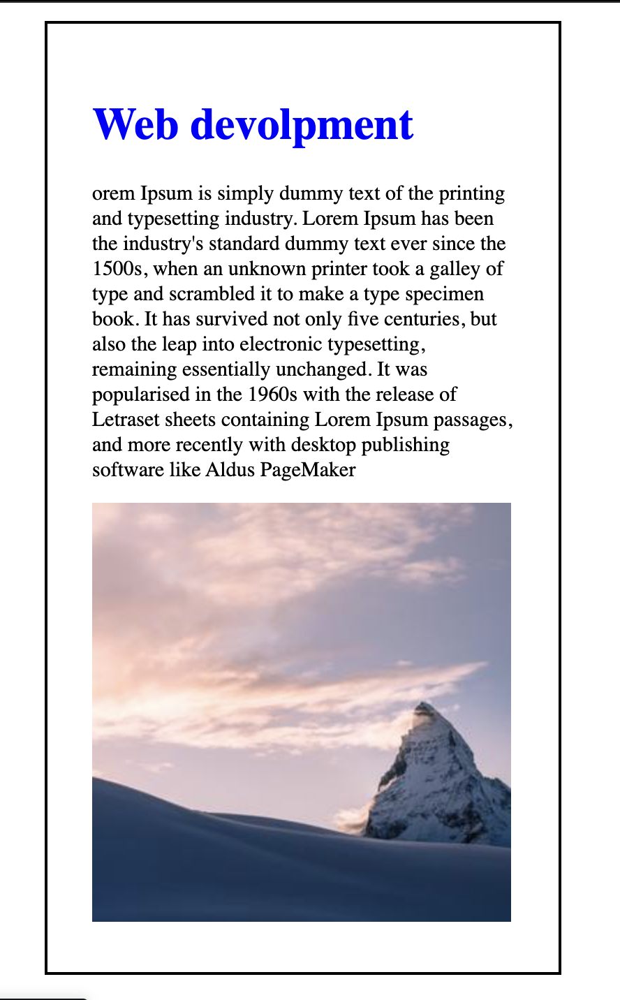 Web devolpment
orem Ipsum is simply dummy text of the printing
and typesetting industry. Lorem Ipsum has been
the industry's standard dummy text ever since the
1500s, when an unknown printer took a galley of
type and scrambled it to make a type specimen
book. It has survived not only five centuries, but
also the leap into electronic typesetting,
remaining essentially unchanged. It was
popularised in the 1960s with the release of
Letraset sheets containing Lorem Ipsum passages,
and more recently with desktop publishing
software like Aldus PageMaker